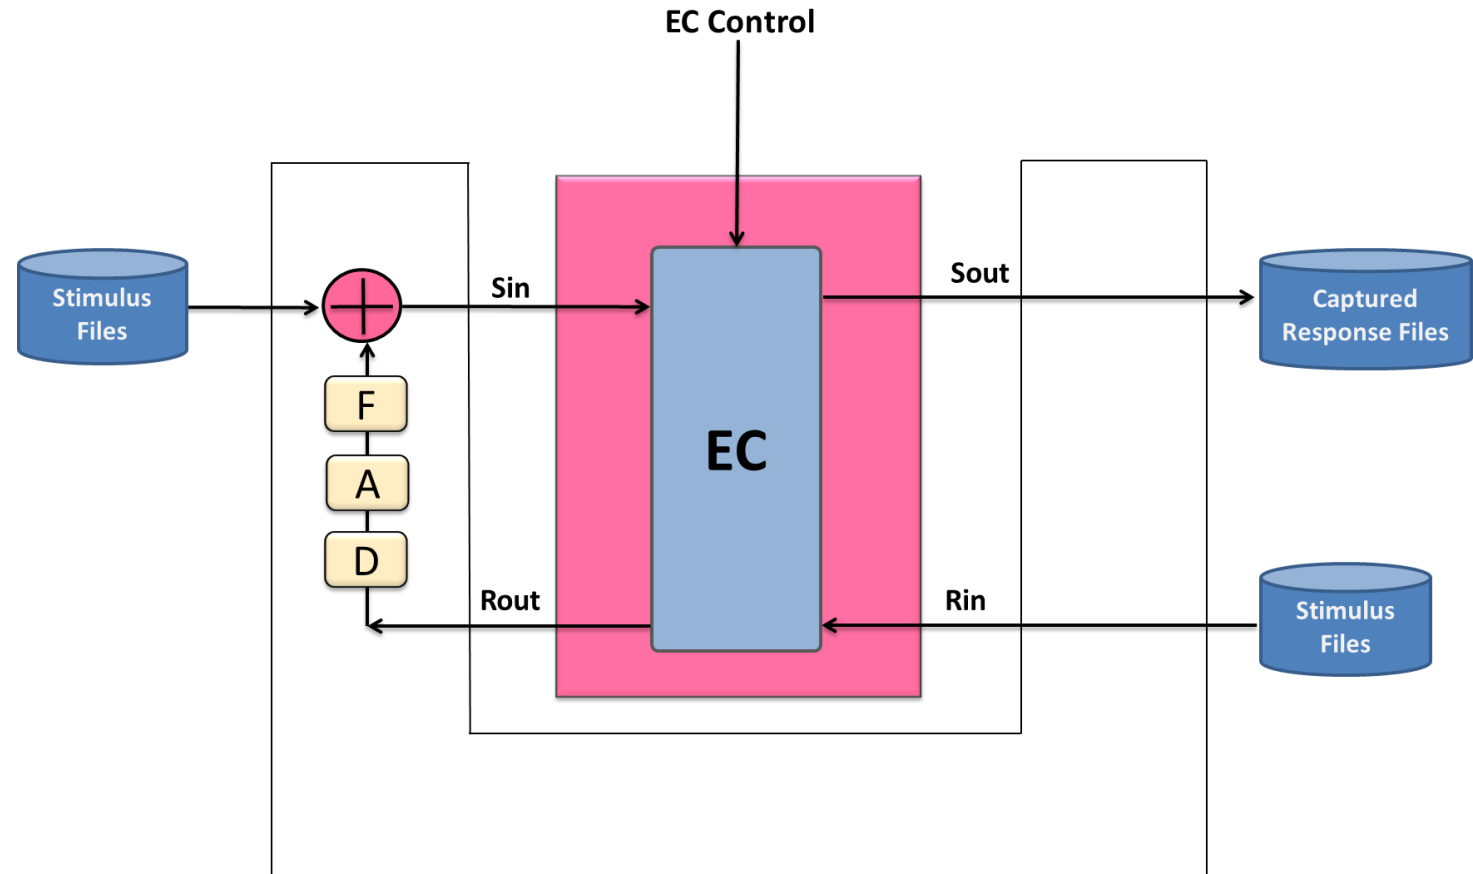 EC Control
Stimulus
Files
Sin
Sout
Captured
Response Files
F
A
D
EC
Rout
Rin
Stimulus
Files